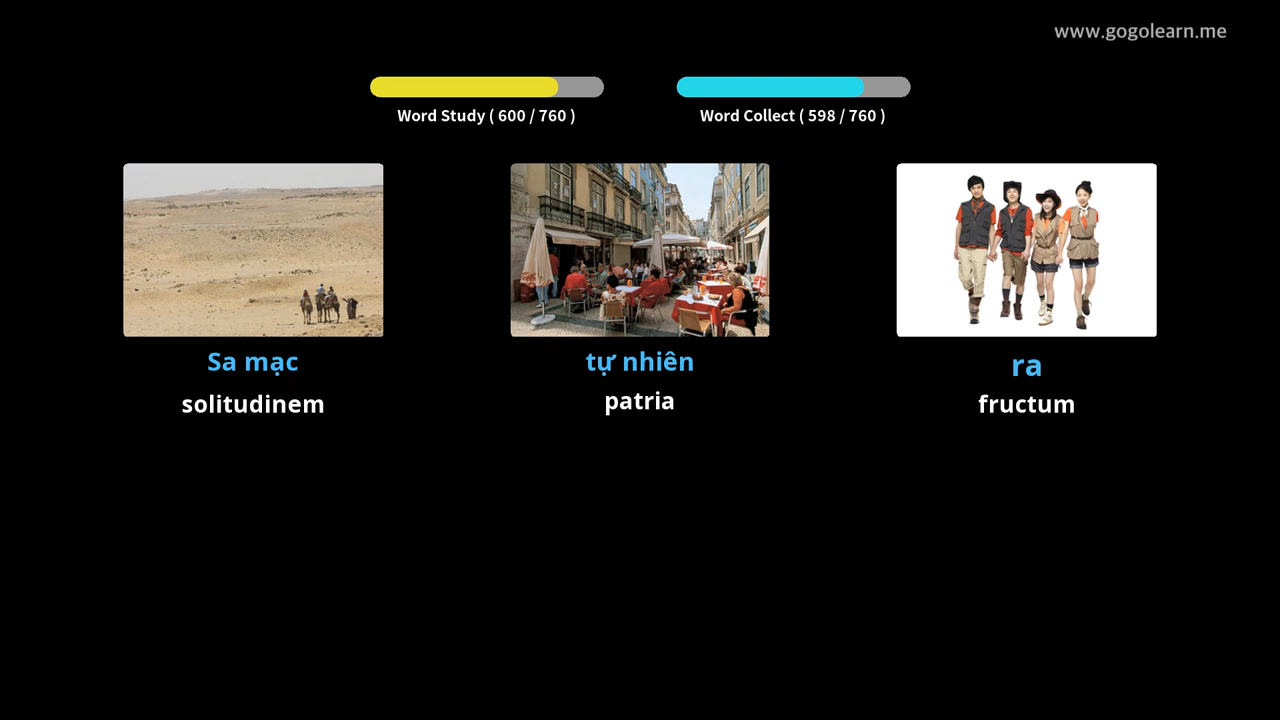 www.gogolearn.me
Word Study ( 600 / 760 )
Word Collect ( 598 / 760 )
Sa mạc
solitudinem
tự nhiên
patria
ra
fructum